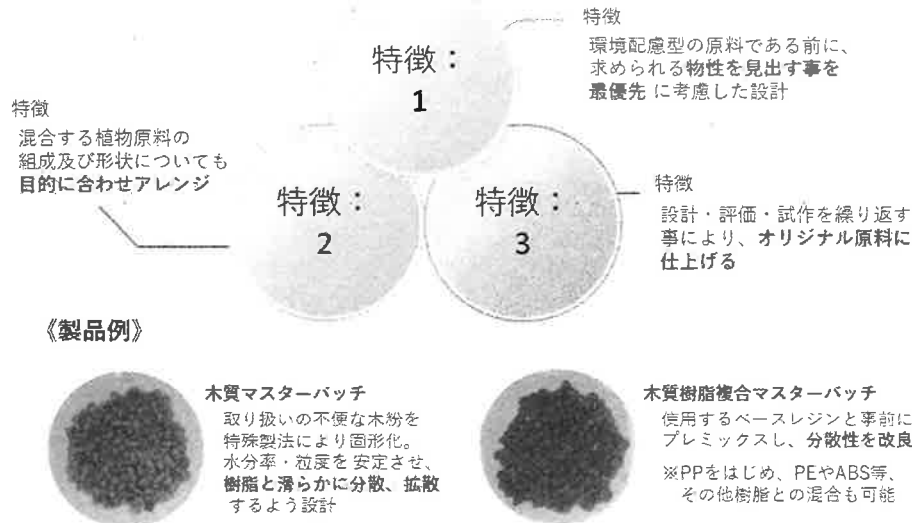 特徴：
1
特徴
環境配慮型の原料である前に、
求められる物性を見出す事を
最優先 に考慮した設計
特徴
混合する植物原料の
組成及び形状についても
目的に合わせアレンジ
特徴：
2
特徴：
3
特徴
設計・評価・試作を繰り返す
事により、オリジナル原料に
仕上げる
《製品例》
木質マスターバッチ
取り扱いの不便な木粉を
特殊製法により固形化。
水分率・粒度を安定させ、
樹脂と滑らかに分散、拡散
するよう設計
木質樹脂複合マスターバッチ
使用するベースレジンと事前に
プレミックスし、分散性を改良
※PPをはじめ、PEやABS等、
その他樹脂との混合も可能